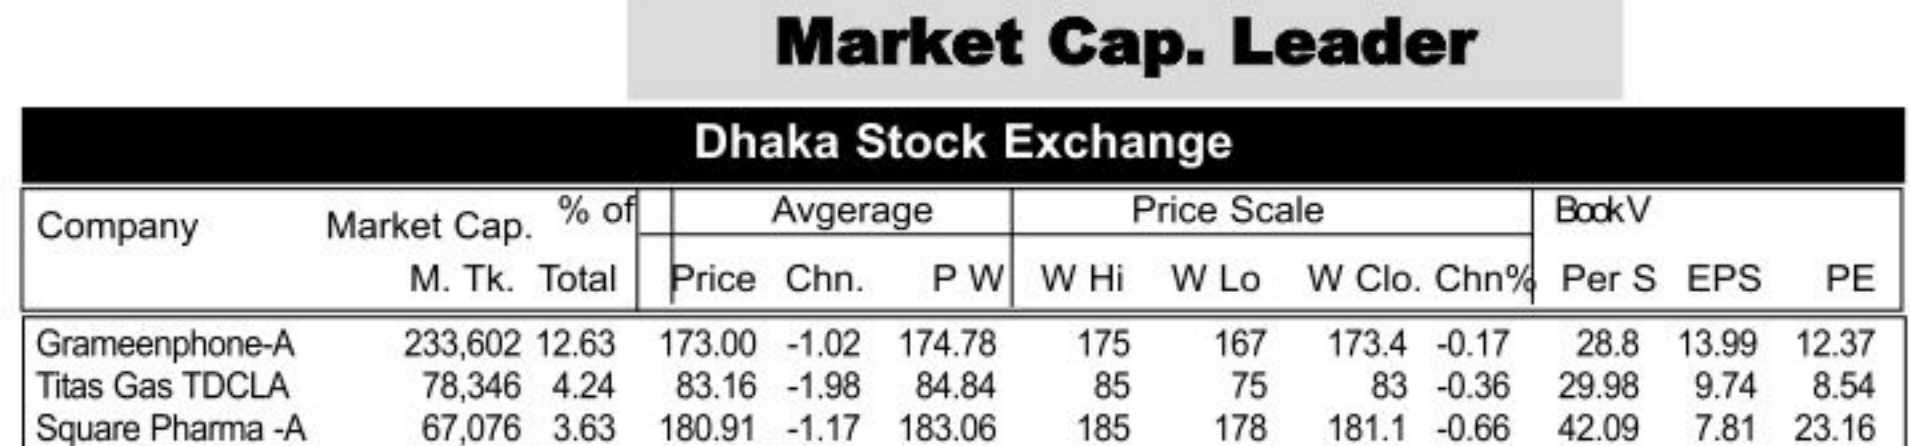 Market Cap. Leader
Dhaka Stock Exchange
Company Market Cap. % of Avgerage Price Scale BookV
M. Tk. Total Price Chn. P W W Hi W Lo W Clo. Chn% Per S EPS PE
Grameenphone-A 233,602 12.63 173.00 -1.02 174.78 175 167 173.4 -0.17 28.8 13.99 12.37
Titas Gas TDCLA 78,346 4.24 83.16 -1.98 84.84 85 75 83 -0.36 29.98 9.74 8.54
Square Pharma -A 67,076 3.63 180.91 -1.17 183.06 185 178 181.1 -0.66 42.09 7.81 23.16